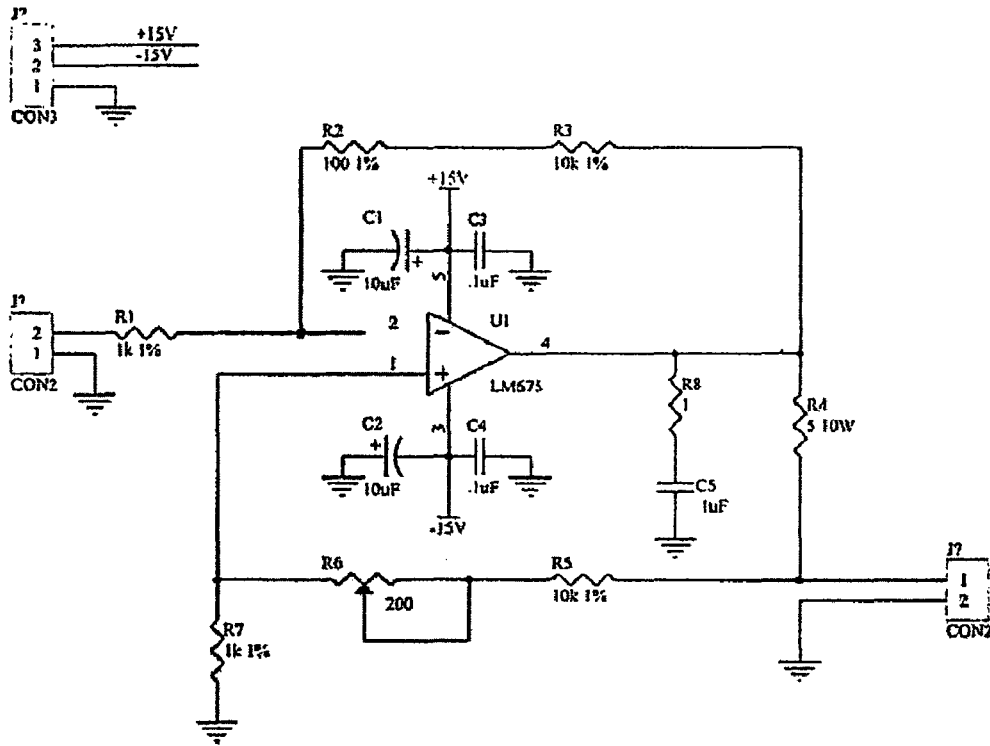 J?
3
+15V
2
-15V
1
CON3
R2
100 1%
R3
10k 1%
+15V
C1
10uF
C3
.1uF
5
J?
2
1
CON2
R1
1k 1%
2
U1
-
1
+
4
LM675
R8
1
R4
5 10W
C2
10uF
+
3
C4
.1uF
-15V
C5
.1uF
R6
200
R5
10k 1%
J?
1
2
CON2
R7
1k 1%